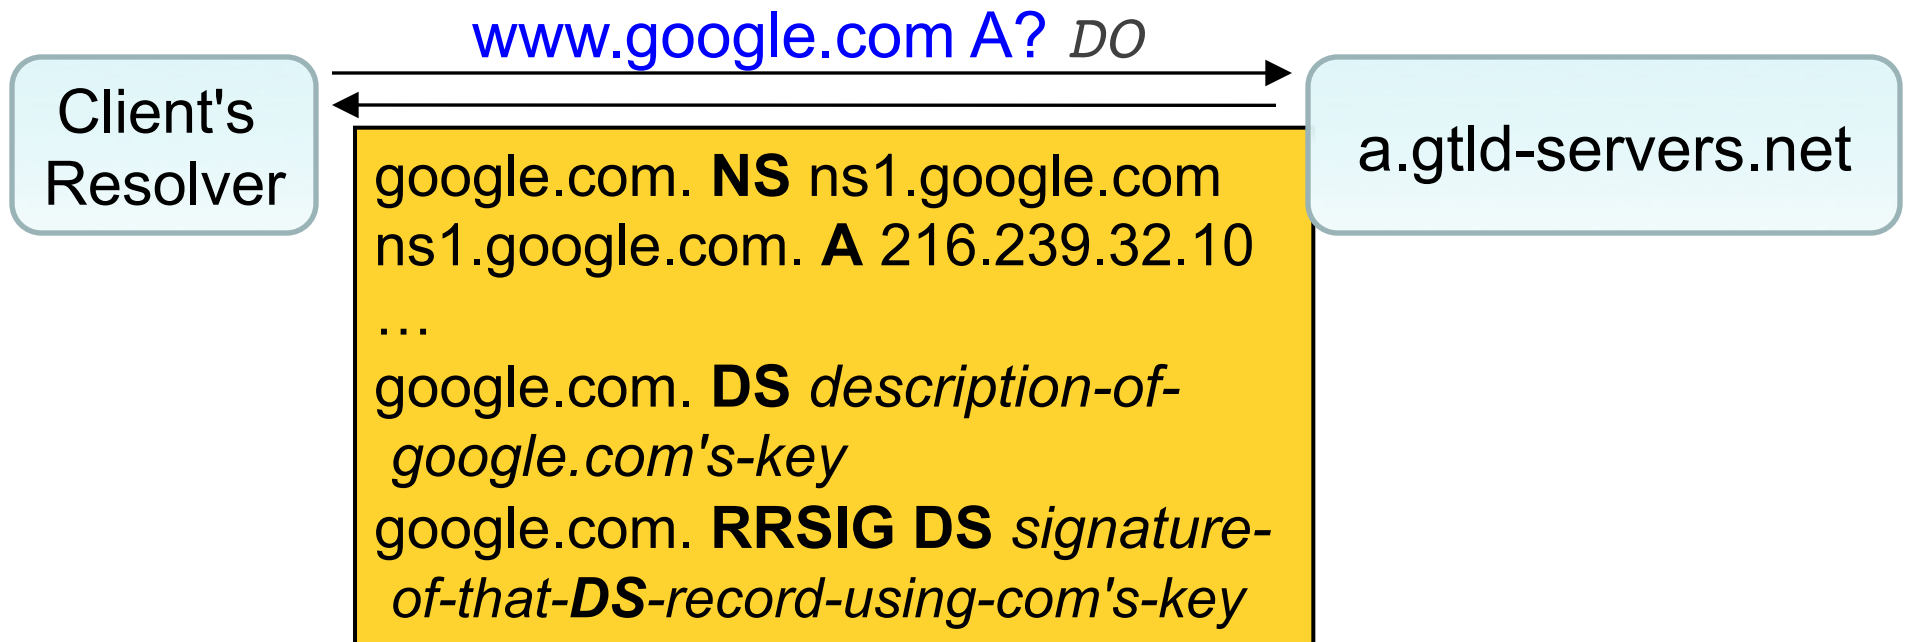 www.google.com A? DO
Client's
Resolver
a.gtld-servers.net
google.com. NS ns1.google.com
ns1.google.com. A 216.239.32.10
…
google.com. DS description-of-
google.com's-key
google.com. RRSIG DS signature-
of-that-DS-record-using-com's-key